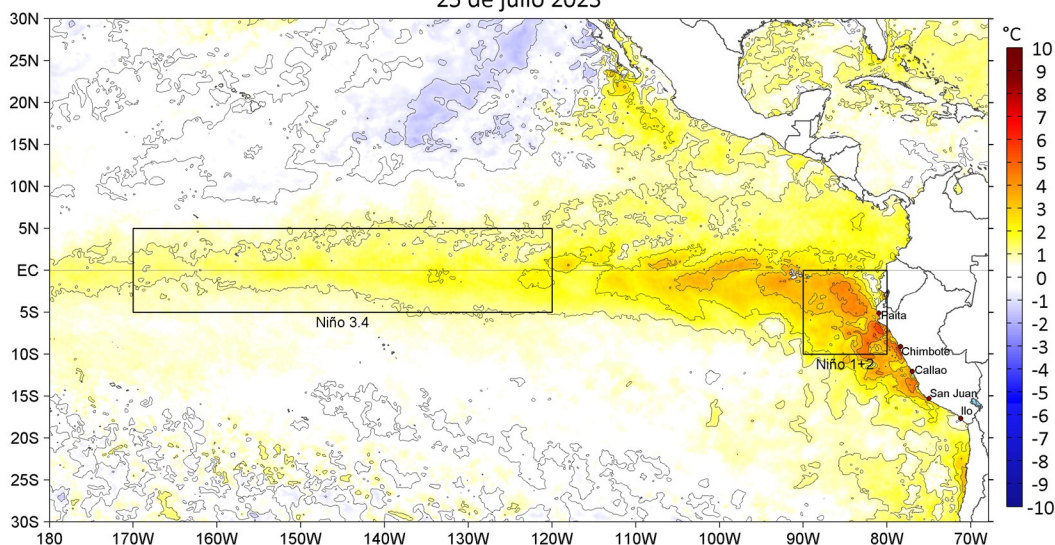 25 de julio 2023
°C
30N
25N
20N
15N
10N
5N
EC
5S
10S
15S
20S
25S
30S
180
170W
160W
150W
140W
130W
120W
110W
100W
90W
80W
70W
Niño 3.4
Niño 1+2
Paita
Chimbote
Callao
San Juan
Ilo
10
9
8
7
6
5
4
3
2
1
0
-1
-2
-3
-4
-5
-6
-7
-8
-9
-10